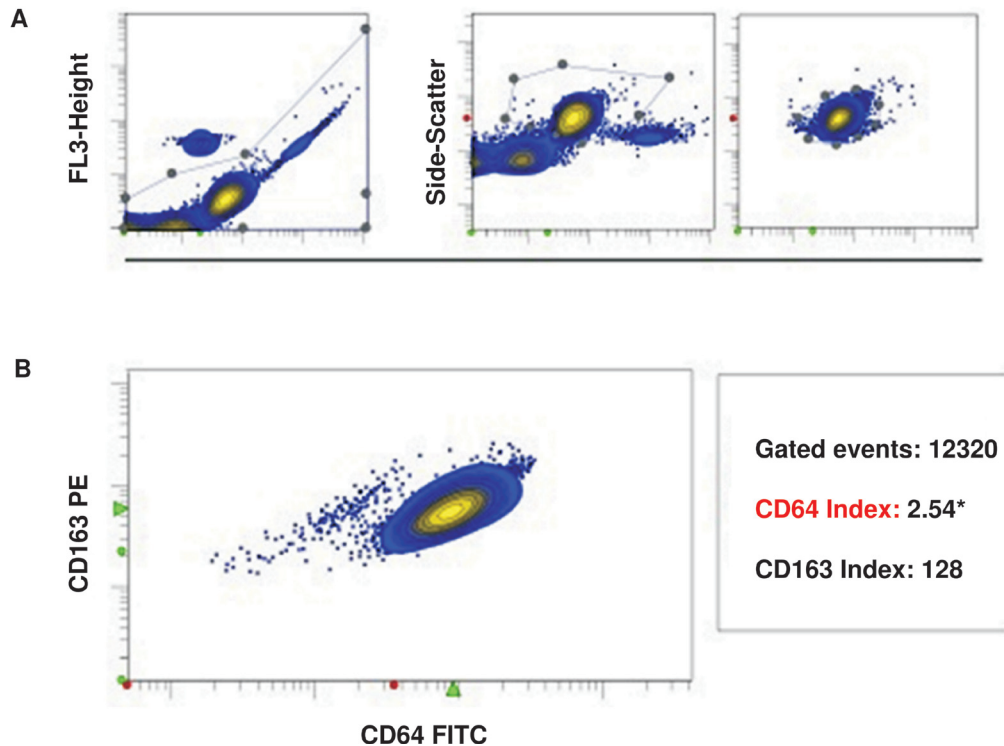 A
FL3-Height
Side-Scatter
B
CD163 PE
CD64 FITC
Gated events: 12320
CD64 Index: 2.54*
CD163 Index: 128